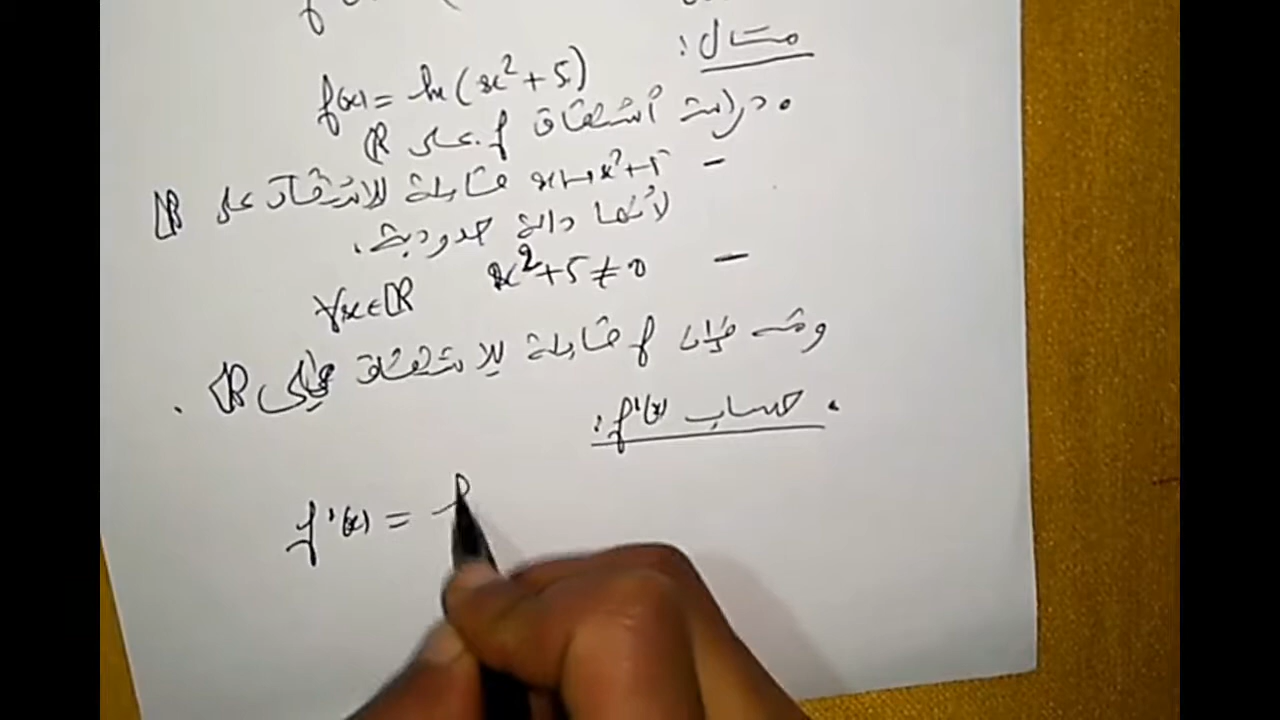 مثال :
f(x) = ln(x² + 5)
• دراسة أشتقاق f على ℝ
- x ↦ x² + 5 قابلة للاشتقاق على ℝ
لأنها دالة حدودية .
- x² + 5 ≠ 0 ∀x∈ℝ
ومنه فإن f قابلة للاشتقاق على ℝ .
• حساب f'(x) :
f'(x) =